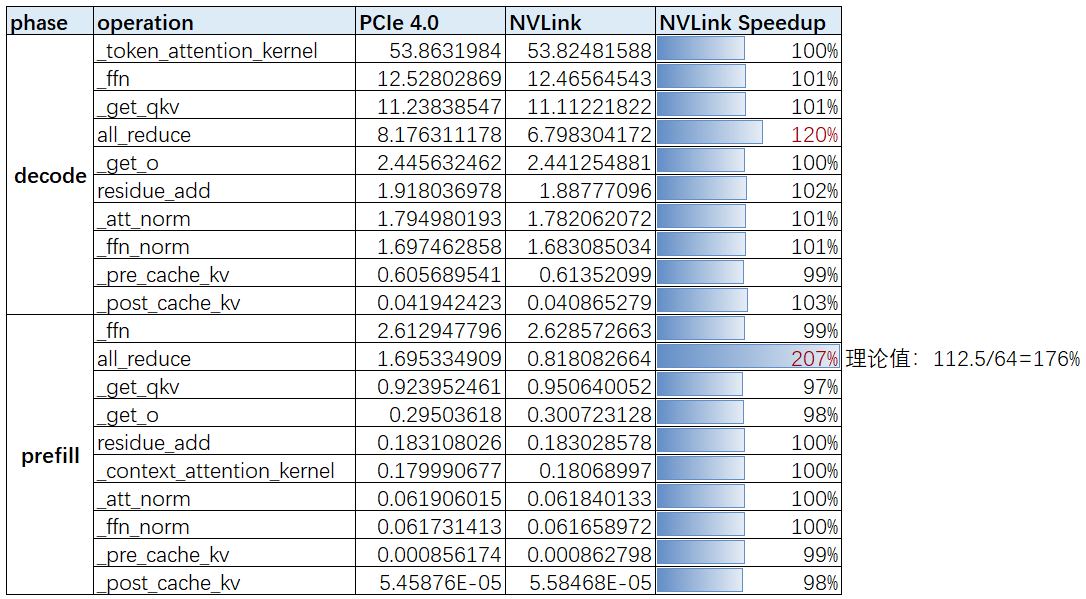 phase operation PCIe 4.0 NVLink NVLink Speedup
decode
_token_attention_kernel 53.8631984 53.82481588 100%
_ffn 12.52802869 12.46564543 101%
_get_qkv 11.23838547 11.11221822 101%
all_reduce 8.176311178 6.798304172 120%
_get_o 2.445632462 2.441254881 100%
residue_add 1.918036978 1.88777096 102%
_att_norm 1.794980193 1.782062072 101%
_ffn_norm 1.697462858 1.683085034 101%
_pre_cache_kv 0.605689541 0.61352099 99%
_post_cache_kv 0.041942423 0.040865279 103%
prefill
_ffn 2.612947796 2.628572663 99%
all_reduce 1.695334909 0.818082664 207% 理论值：112.5/64=176%
_get_qkv 0.923952461 0.950640052 97%
_get_o 0.29503618 0.300723128 98%
residue_add 0.183108026 0.183028578 100%
_context_attention_kernel 0.179990677 0.18068997 100%
_att_norm 0.061906015 0.061840133 100%
_ffn_norm 0.061731413 0.061658972 100%
_pre_cache_kv 0.000856174 0.000862798 99%
_post_cache_kv 5.45876E-05 5.58468E-05 98%